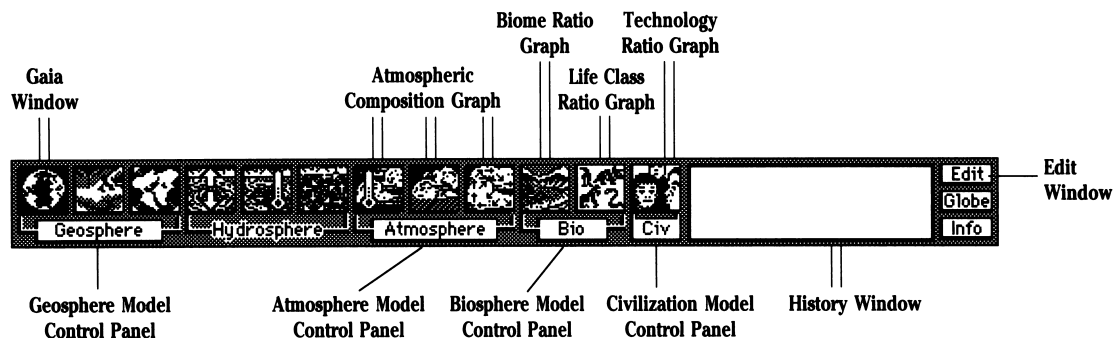 Biome Ratio
Graph
Technology
Ratio Graph
Gaia
Window
Atmospheric
Composition Graph
Life Class
Ratio Graph
Edit
Edit
Window
Globe
Geosphere
Hydrosphere
Atmosphere
Bio
Civ
Info
Geosphere Model
Control Panel
Atmosphere Model
Control Panel
Biosphere Model
Control Panel
Civilization Model
Control Panel
History Window